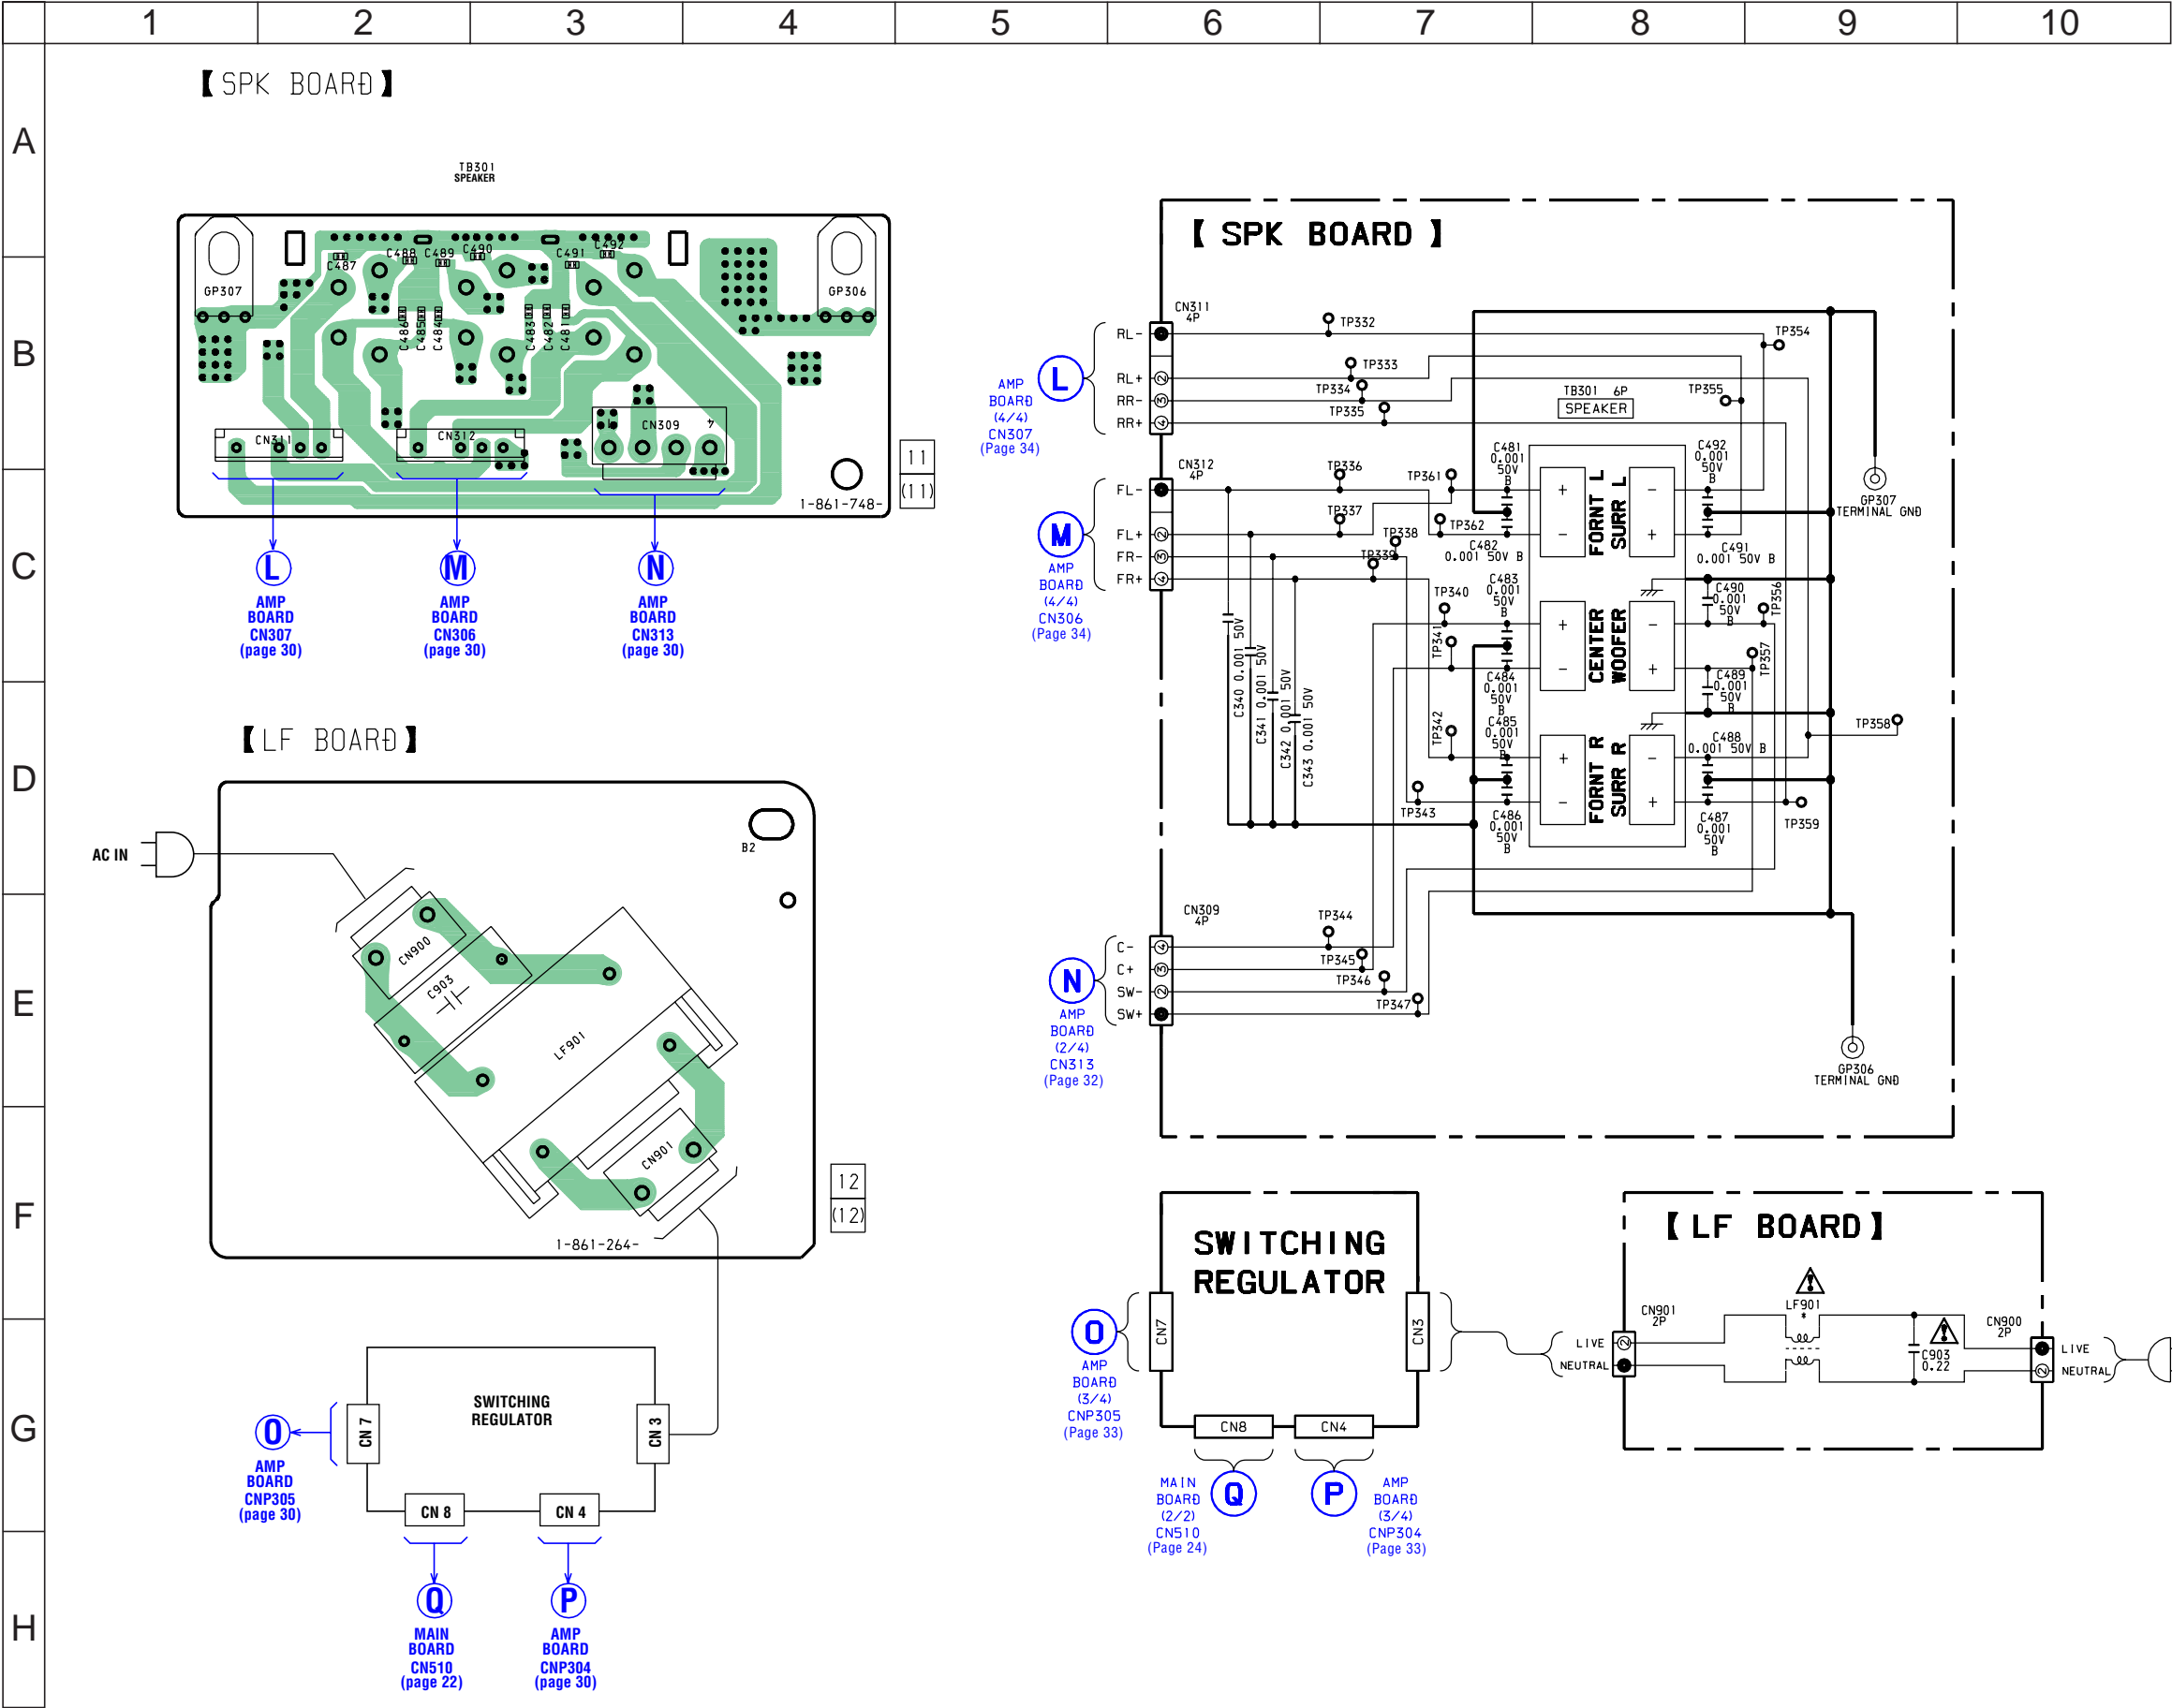 1 2 3 4 5 6 7 8 9 10
A
B
C
D
E
F
G
H
【SPK BOARD】
TB301
SPEAKER
C487
C488
C489
C490
C491
C492
GP307
GP306
C486
C485
C484
C483
C482
C481
CN311
CN312
CN309
4
1-861-748-
11
(11)
L
AMP
BOARD
CN307
(page 30)
M
AMP
BOARD
CN306
(page 30)
N
AMP
BOARD
CN313
(page 30)
【LF BOARD】
AC IN
B2
CN900
C903
LF901
CN901
1-861-264-
12
(12)
SWITCHING
REGULATOR
CN 7
CN 3
CN 8
CN 4
O
AMP
BOARD
CNP305
(page 30)
Q
MAIN
BOARD
CN510
(page 22)
P
AMP
BOARD
CNP304
(page 30)
【 SPK BOARD 】
CN311
4P
RL-
RL+
RR-
RR+
2
3
4
L
AMP
BOARD
(4/4)
CN307
(Page 34)
TP332
TP333
TP334
TP335
TP354
TP355
TB301 6P
SPEAKER
CN312
4P
FL-
FL+
FR-
FR+
2
3
4
M
AMP
BOARD
(4/4)
CN306
(Page 34)
TP336
TP337
TP338
TP339
TP361
TP362
C481
0.001
50V
B
C482
0.001 50V B
C492
0.001
50V
B
C491
0.001 50V B
+
-
FORNT L
SURR L
-
+
GP307
TERMINAL GND
C483
0.001
50V
B
TP340
TP341
C484
0.001
50V
B
+
-
CENTER
WOOFER
-
+
C490
0.001
50V
B
TP356
TP357
C489
0.001
50V
B
C340 0.001 50V
C341 0.001 50V
C342 0.001 50V
C343 0.001 50V
TP342
TP343
C485
0.001
50V
B
C486
0.001
50V
B
+
-
FORNT R
SURR R
-
+
C488
0.001 50V B
C487
0.001
50V
B
TP358
TP359
CN309
4P
C-
C+
SW-
SW+
4
3
2
N
AMP
BOARD
(2/4)
CN313
(Page 32)
TP344
TP345
TP346
TP347
GP306
TERMINAL GND
SWITCHING
REGULATOR
CN7
CN3
CN8
CN4
O
AMP
BOARD
(3/4)
CNP305
(Page 33)
MAIN
BOARD
(2/2)
CN510
(Page 24)
Q
P
AMP
BOARD
(3/4)
CNP304
(Page 33)
【 LF BOARD 】
CN901
2P
LIVE
NEUTRAL
2
!
LF901
*
!
C903
0.22
CN900
2P
2
LIVE
NEUTRAL